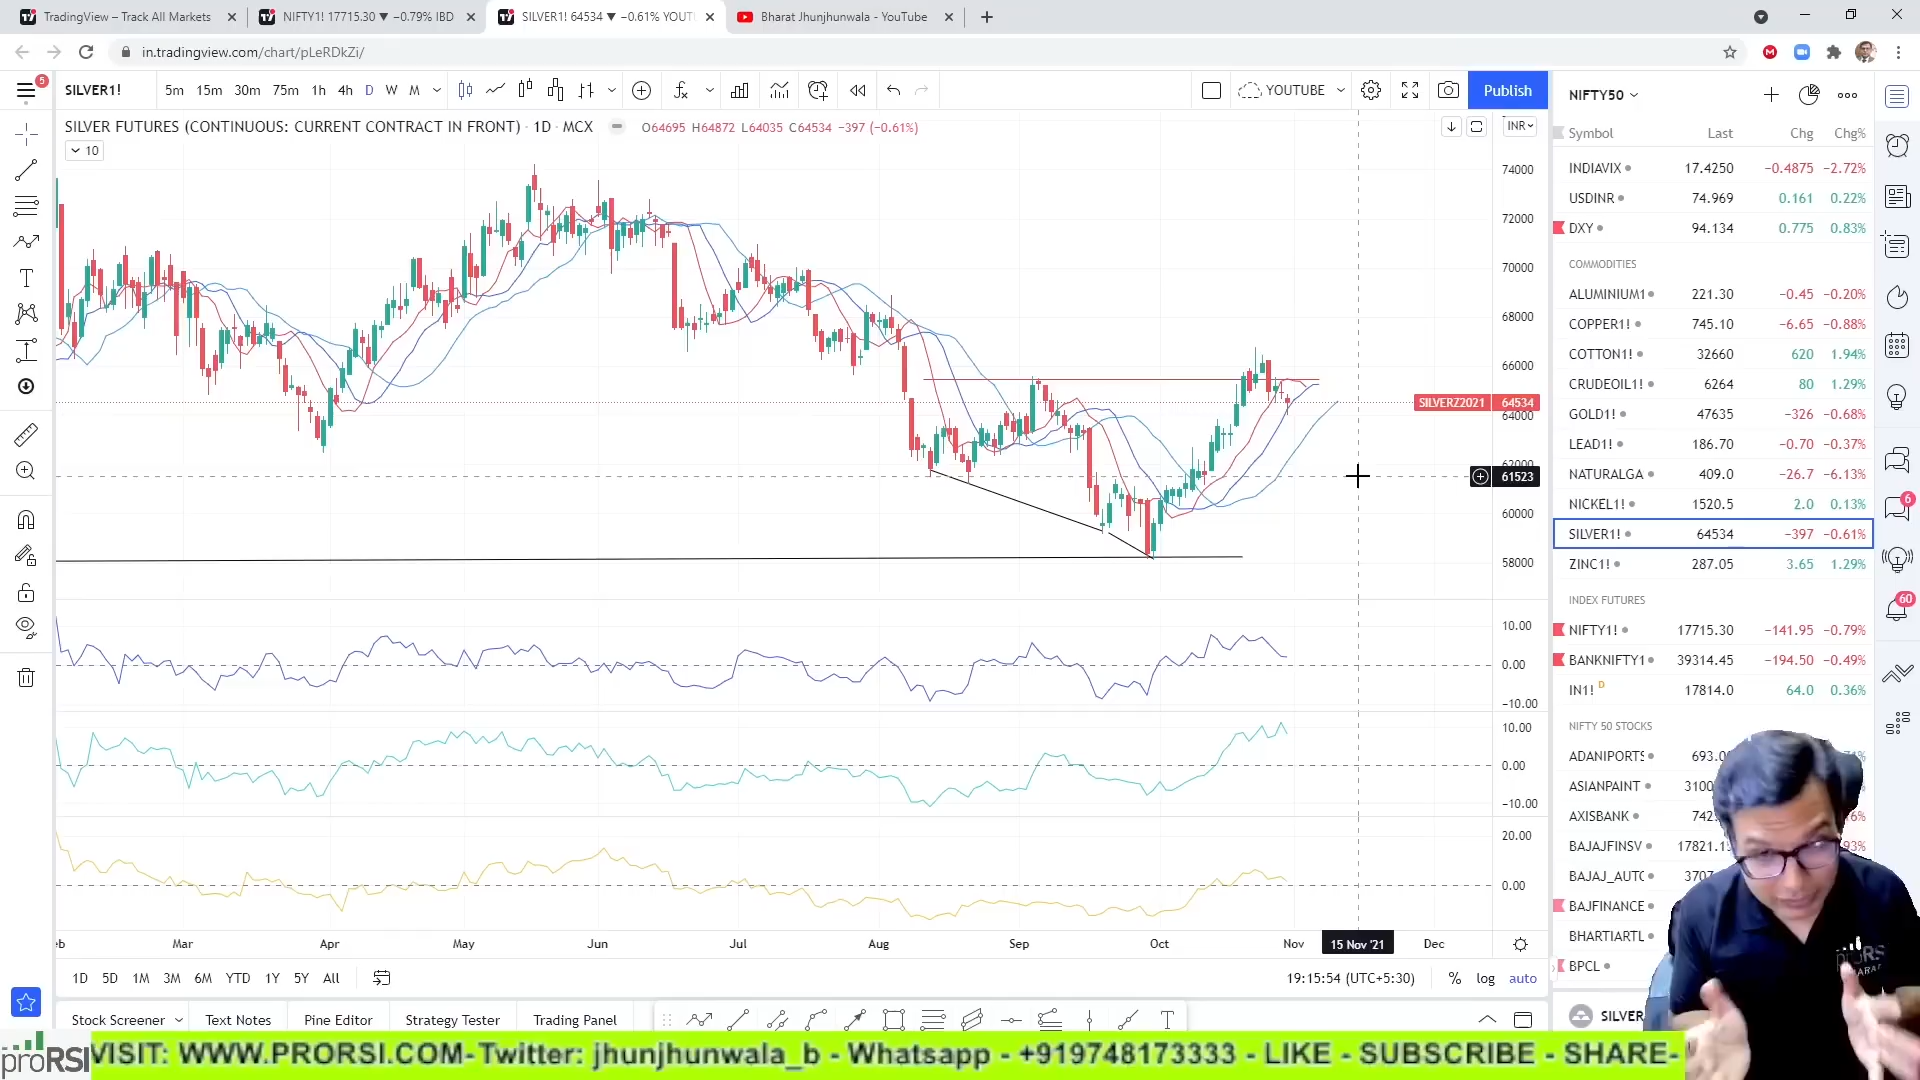 TradingView – Track All Markets
NIFTY1! 17715.30 ▼ −0.79% IBD
SILVER1! 64534 ▼ −0.61% YOUT
Bharat Jhunjhunwala - YouTube
in.tradingview.com/chart/pLeRDkZi/
5
SILVER1!
5m 15m 30m 75m 1h 4h D W M
YOUTUBE
Publish
NIFTY50
SILVER FUTURES (CONTINUOUS: CURRENT CONTRACT IN FRONT) · 1D · MCX
O64695 H64872 L64035 C64534 −397 (−0.61%)
INR
10
Symbol Last Chg Chg%
INDIAVIX 17.4250 −0.4875 −2.72%
USDINR 74.969 0.161 0.22%
DXY 94.134 0.775 0.83%
COMMODITIES
ALUMINIUM1 221.30 −0.45 −0.20%
COPPER1! 745.10 −6.65 −0.88%
COTTON1! 32660 620 1.94%
CRUDEOIL1! 6264 80 1.29%
GOLD1! 47635 −326 −0.68%
LEAD1! 186.70 −0.70 −0.37%
NATURALGA 409.0 −26.7 −6.13%
NICKEL1! 1520.5 2.0 0.13%
SILVER1! 64534 −397 −0.61%
ZINC1! 287.05 3.65 1.29%
INDEX FUTURES
NIFTY1! 17715.30 −141.95 −0.79%
BANKNIFTY1 39314.45 −194.50 −0.49%
IN1! D 17814.0 64.0 0.36%
NIFTY 50 STOCKS
ADANIPORTS 693.0
ASIANPAINT 3100
AXISBANK 742.
BAJAJFINSV 17821.1
BAJAJ_AUTO 3707
BAJFINANCE
BHARTIARTL
BPCL
SILVER
6
60
74000
72000
70000
68000
66000
SILVERZ2021 64534
64000
62000
61523
60000
58000
10.00
0.00
−10.00
10.00
0.00
−10.00
20.00
0.00
Mar Apr May Jun Jul Aug Sep Oct Nov 15 Nov '21 Dec
1D 5D 1M 3M 6M YTD 1Y 5Y All
19:15:54 (UTC+5:30) % log auto
Stock Screener Text Notes Pine Editor Strategy Tester Trading Panel
proRSI
VISIT: WWW.PRORSI.COM-Twitter: jhunjhunwala_b - Whatsapp - +919748173333 - LIKE - SUBSCRIBE - SHARE-